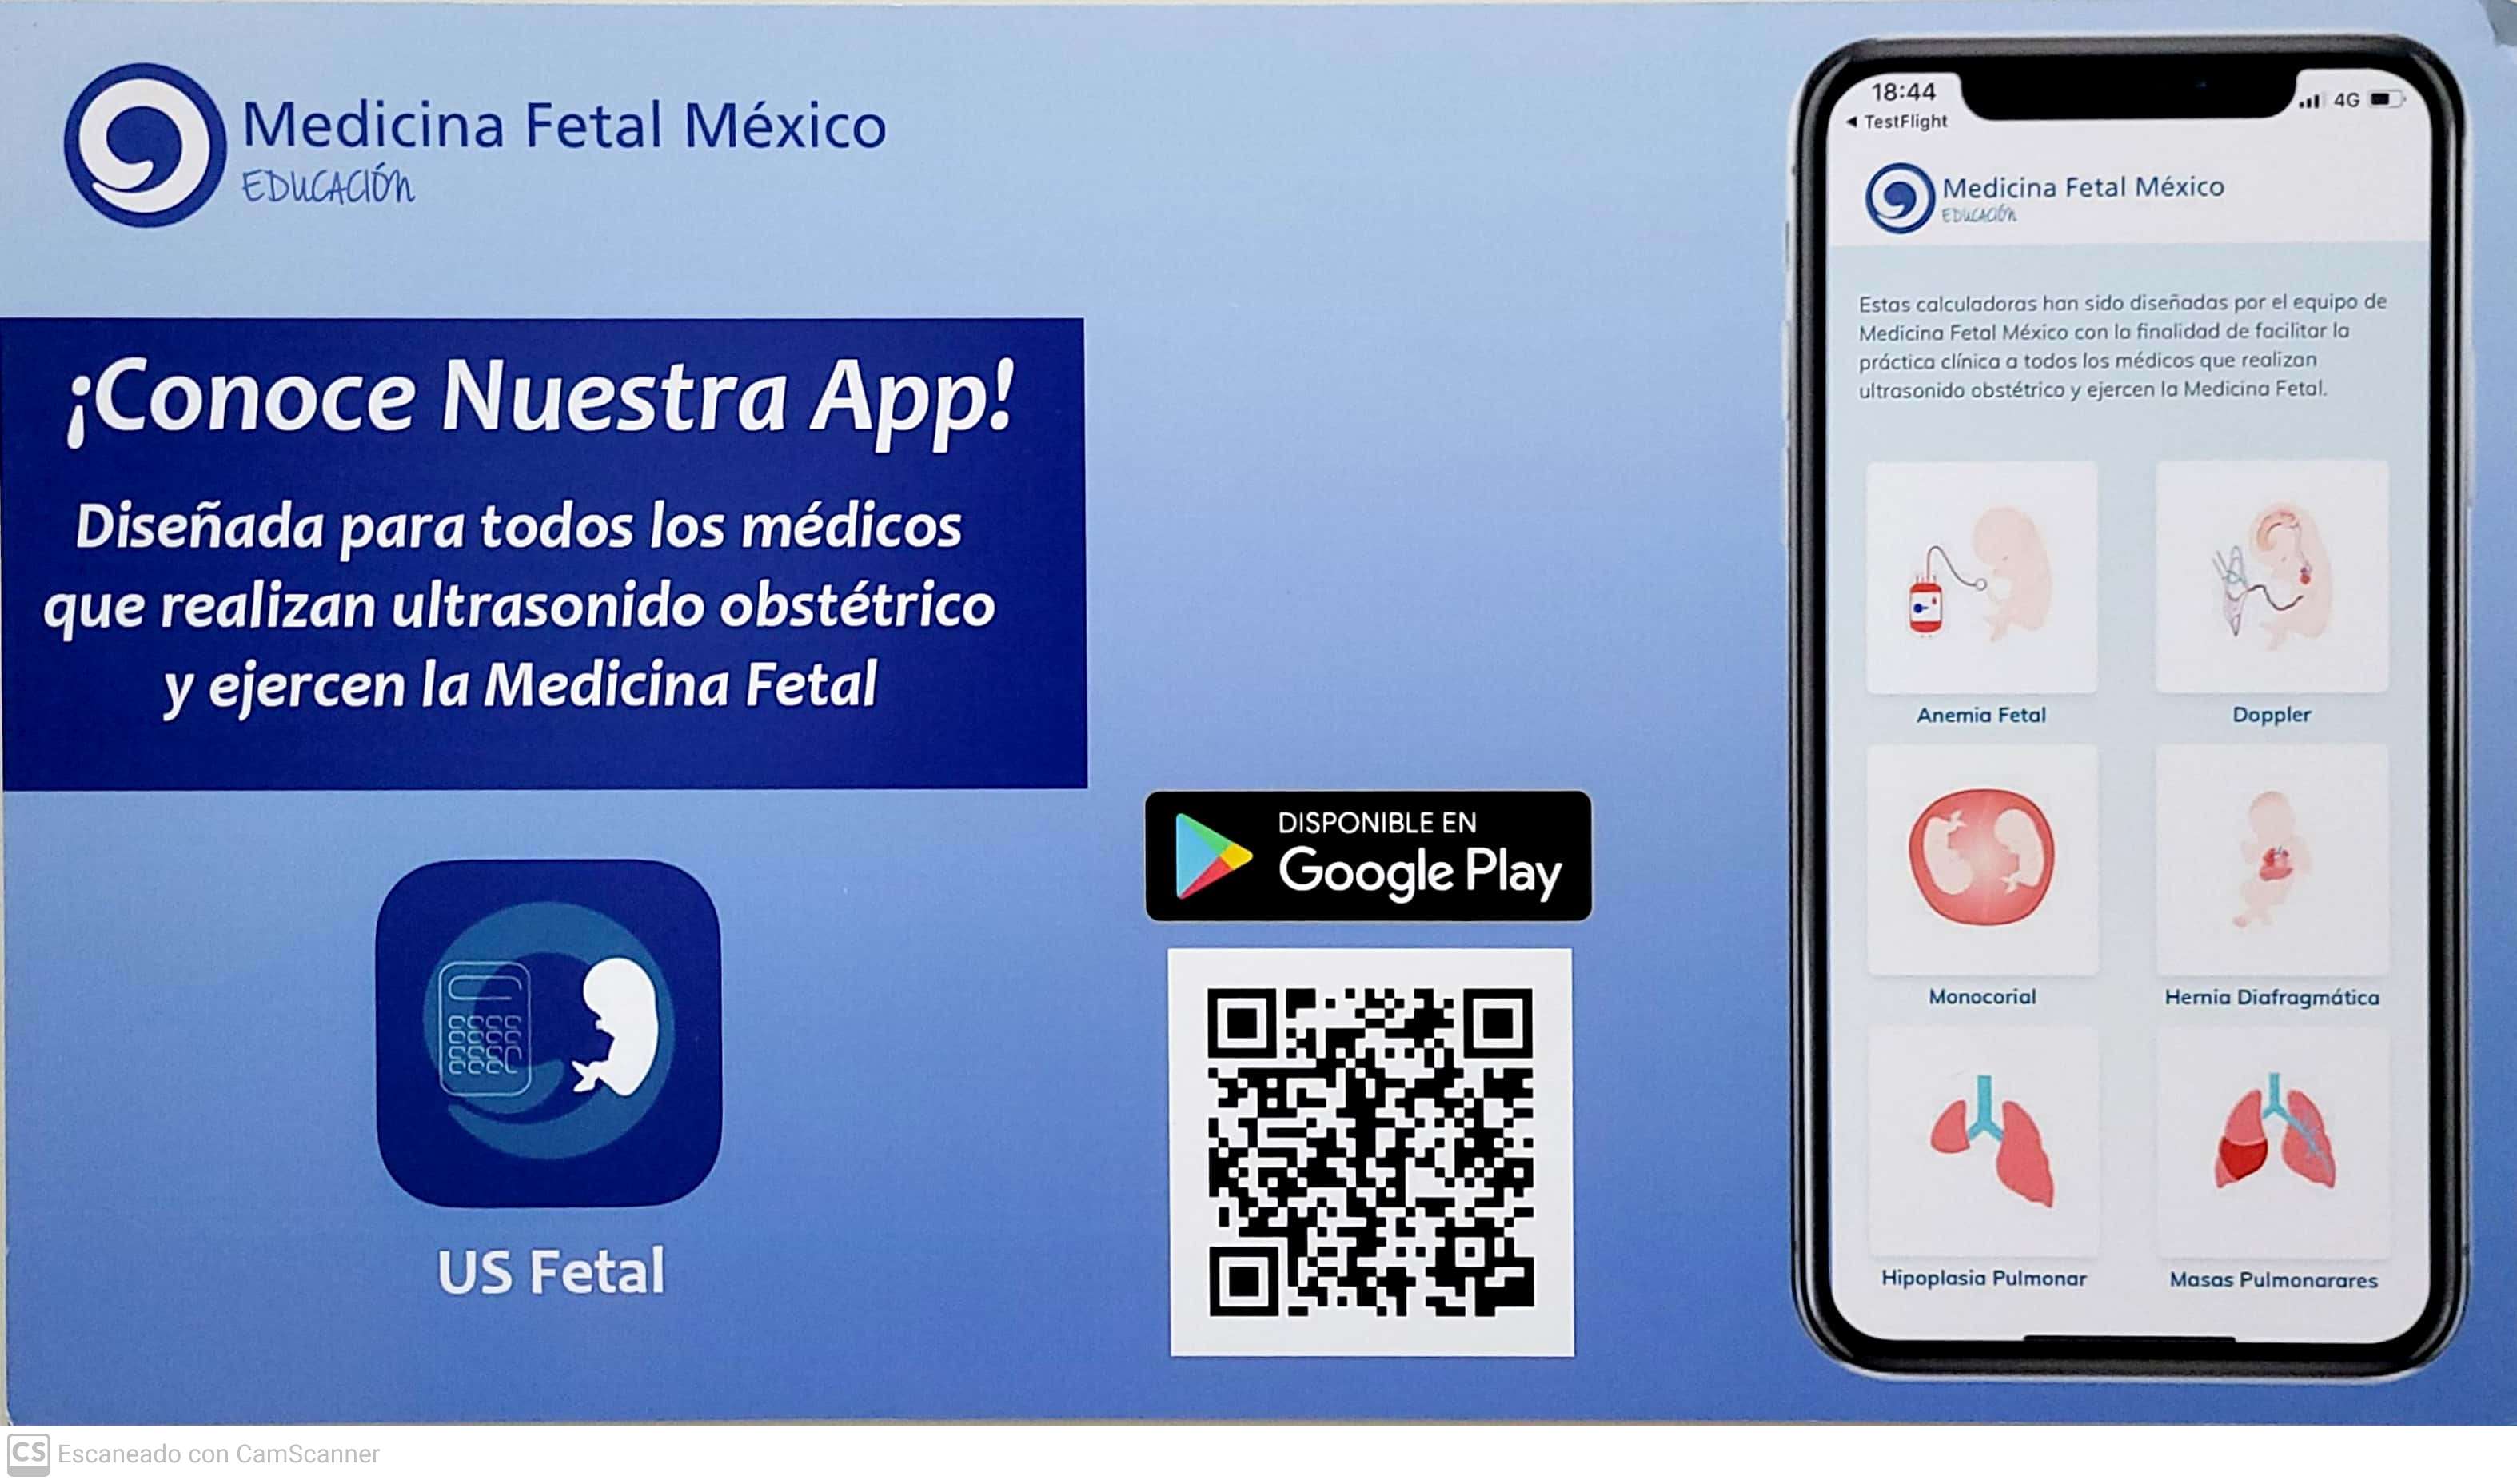 Medicina Fetal México
EDUCACIÓN
¡Conoce Nuestra App!
Diseñada para todos los médicos
que realizan ultrasonido obstétrico
y ejercen la Medicina Fetal
US Fetal
DISPONIBLE EN
Google Play
18:44
4G
TestFlight
Medicina Fetal México
EDUCACIÓN
Estas calculadoras han sido diseñadas por el equipo de
Medicina Fetal México con la finalidad de facilitar la
práctica clínica a todos los médicos que realizan
ultrasonido obstétrico y ejercen la Medicina Fetal.
Anemia Fetal
Doppler
Monocorial
Hernia Diafragmática
Hipoplasia Pulmonar
Masas Pulmonarares
CS Escaneado con CamScanner